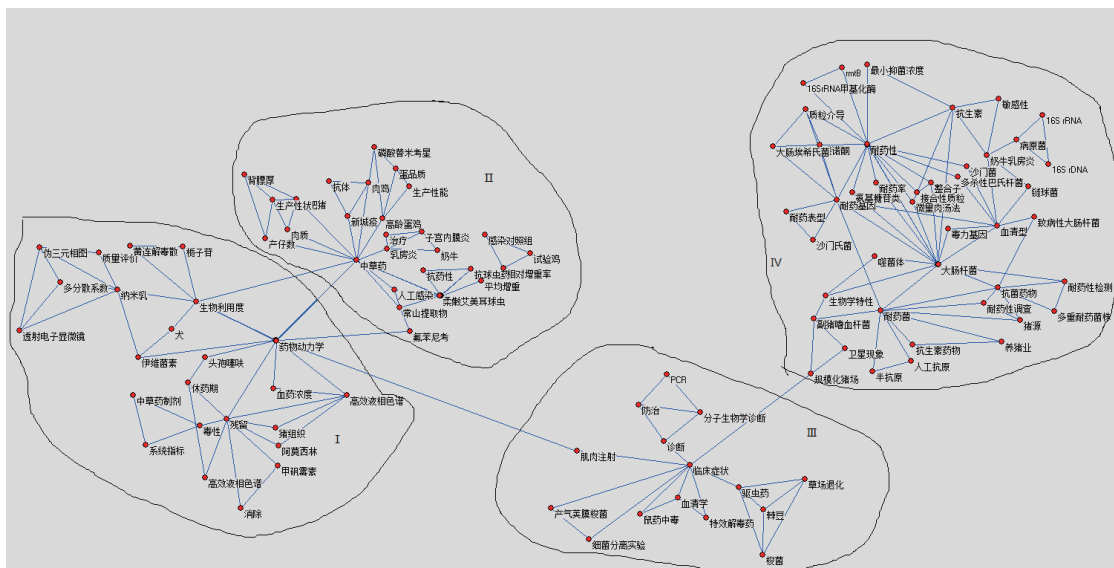 伪三元相图
质量评价
黄连解毒散
栀子苷
多分散系数
纳米乳
生物利用度
透射电子显微镜
犬
伊维菌素
头孢噻呋
药物动力学
休药期
血药浓度
高效液相色谱
中草药制剂
残留
毒性
猪组织
I
系统指标
阿莫西林
甲砜霉素
高效液相色谱
消除
磷酸替米考星
背膘厚
抗体
肉鸡
蛋品质
生产性能
II
生产性状
新城疫
高龄蛋鸡
肉质
产仔数
治疗
子宫内膜炎
感染对照组
乳房炎
奶牛
试验鸡
中草药
抗药性
抗球虫药
相对增重率
平均增重
人工感染
柔嫩艾美耳球虫
常山提取物
氟苯尼考
PCR
防治
分子生物学诊断
III
诊断
肌肉注射
临床症状
驱虫药
草场退化
产气荚膜梭菌
血清学
棘豆
鼠药中毒
特效解毒药
细菌分离实验
梭菌
rmtB
最小抑菌浓度
16SrRNA甲基化酶
敏感性
质粒介导
抗生素
16S rRNA
病原菌
大肠埃希氏菌
喹诺酮
耐药性
奶牛乳房炎
16S rDNA
沙门菌
多杀性巴氏杆菌
耐药率
整合子
链球菌
氨基糖苷类
接合性质粒
耐药基因
微量肉汤法
耐药表型
致病性大肠杆菌
毒力基因
血清型
沙门氏菌
IV
噬菌体
大肠杆菌
生物学特性
抗菌药物
耐药性检测
耐药菌
耐药性调查
副猪嗜血杆菌
猪源
多重耐药菌株
卫星现象
抗生素药物
养猪业
人工抗原
规模化猪场
半抗原